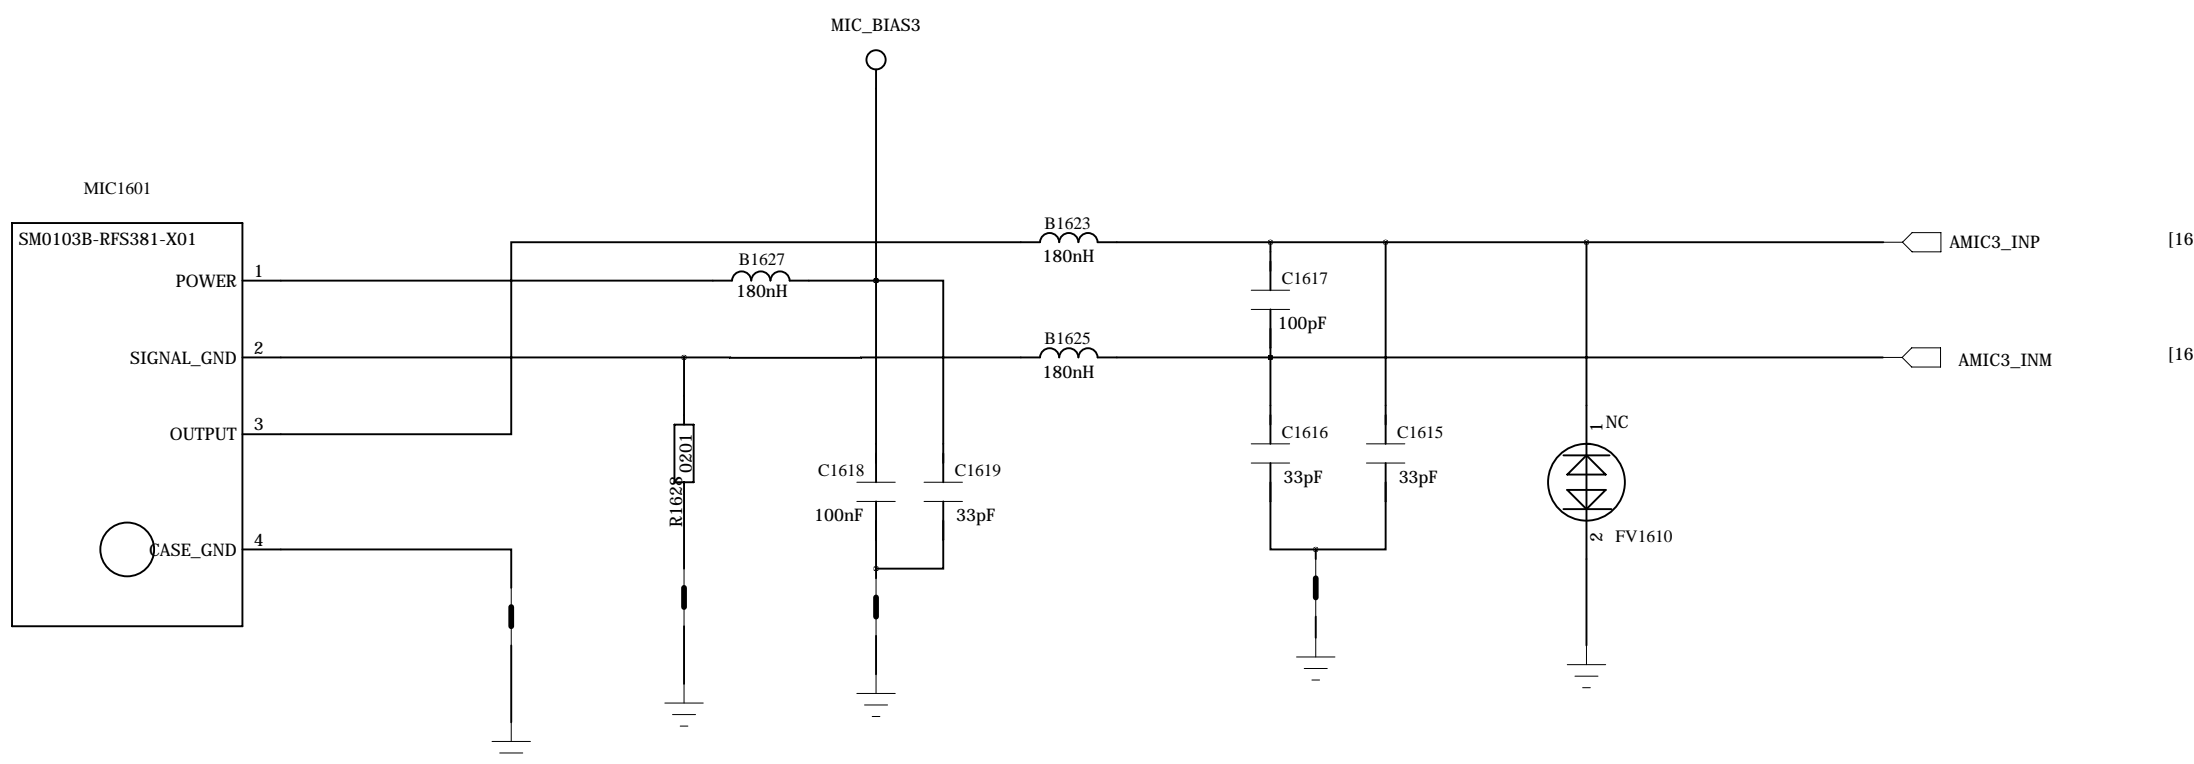 MIC_BIAS3
MIC1601
SM0103B-RFS381-X01
B1623
180nH
AMIC3_INP
[16
POWER
1
B1627
180nH
C1617
100pF
SIGNAL_GND
2
B1625
180nH
AMIC3_INM
[16
OUTPUT
3
0201
R1628
C1618
100nF
C1619
33pF
C1616
33pF
C1615
33pF
1
NC
2
FV1610
CASE_GND
4